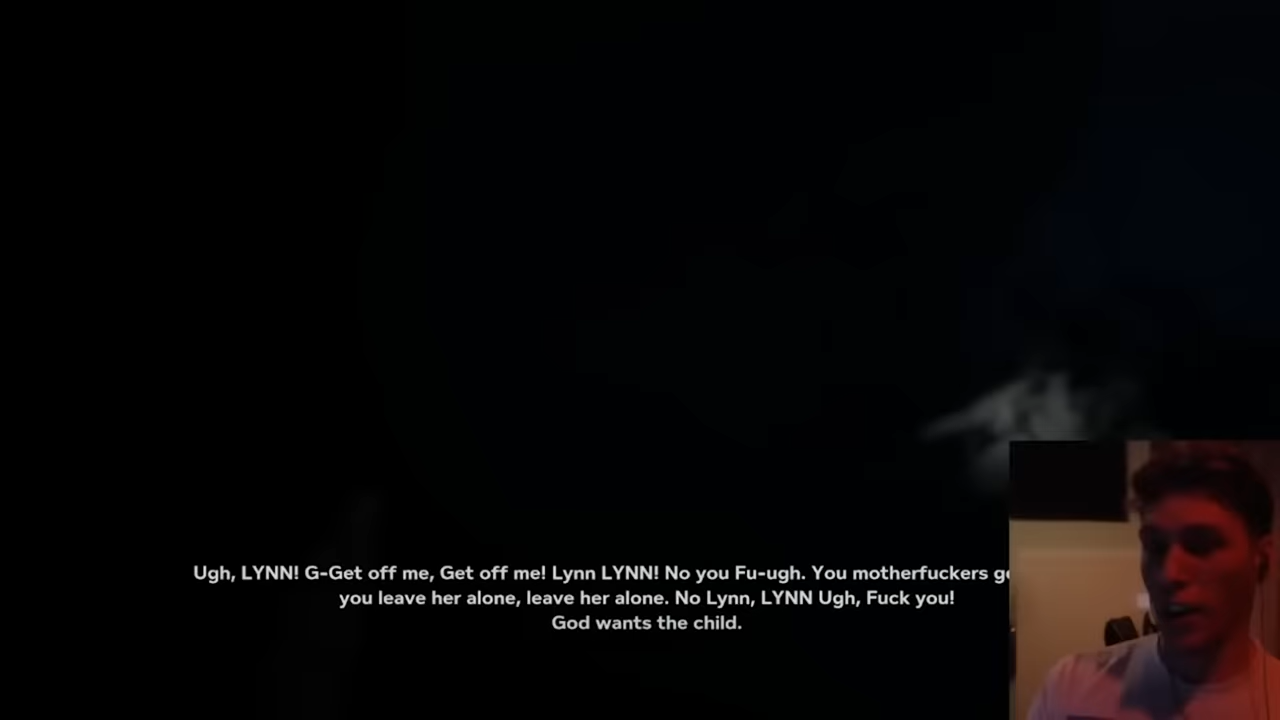 Ugh, LYNN! G-Get off me, Get off me! Lynn LYNN! No you Fu-ugh. You motherfuckers
you leave her alone, leave her alone. No Lynn, LYNN Ugh, Fuck you!
God wants the child.